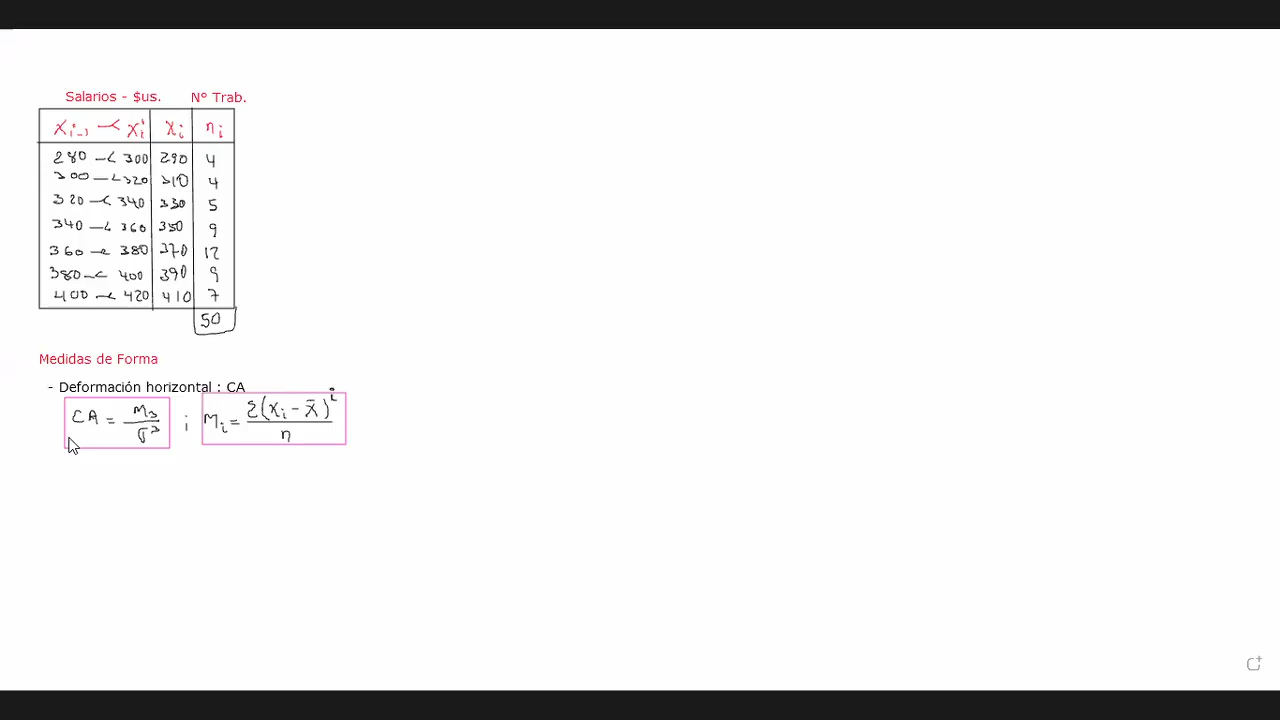 Salarios - $us. N° Trab.
Xi-1 -< Xi Xi ni
280 -< 300 290 4
300 -< 320 310 4
320 -< 340 330 5
340 -< 360 350 9
360 -< 380 370 12
380 -< 400 390 9
400 -< 420 410 7
50
Medidas de Forma
- Deformación horizontal : CA
CA = M3/σ³ ; Mi = Σ(Xi - X̄)^i/n